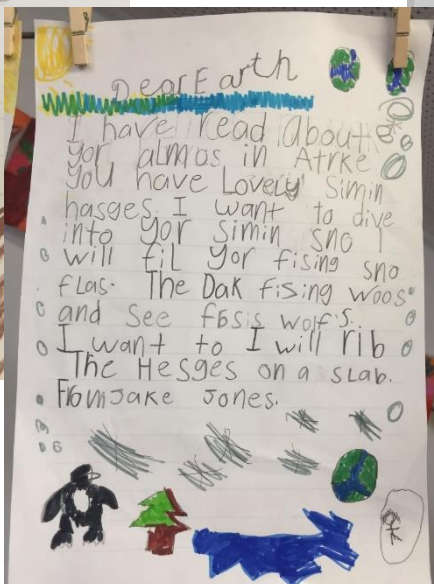 Dear Earth
I have read about
yor almos in Atrke
you have Lovely simin
hasges. I want to dive
into yor simin sno I
will fil yor fising sno
flas. The Dak fising woos
and see fosis wolf's.
I want to I will rib
The Hesges on a slab.
From Jake Jones.